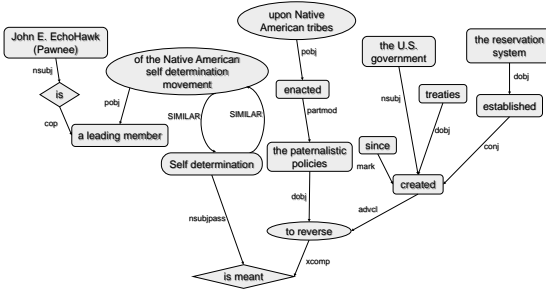 upon Native
American tribes
John E. EchoHawk
(Pawnee)
the U.S.
government
the reservation
system
of the Native American
self determination
movement
pobj
nsubj
dobj
is
enacted
treaties
established
pobj
SIMILAR
SIMILAR
partmod
nsubj
dobj
cop
a leading member
since
conj
Self determination
the paternalistic
policies
mark
created
dobj
advcl
nsubjpass
to reverse
xcomp
is meant